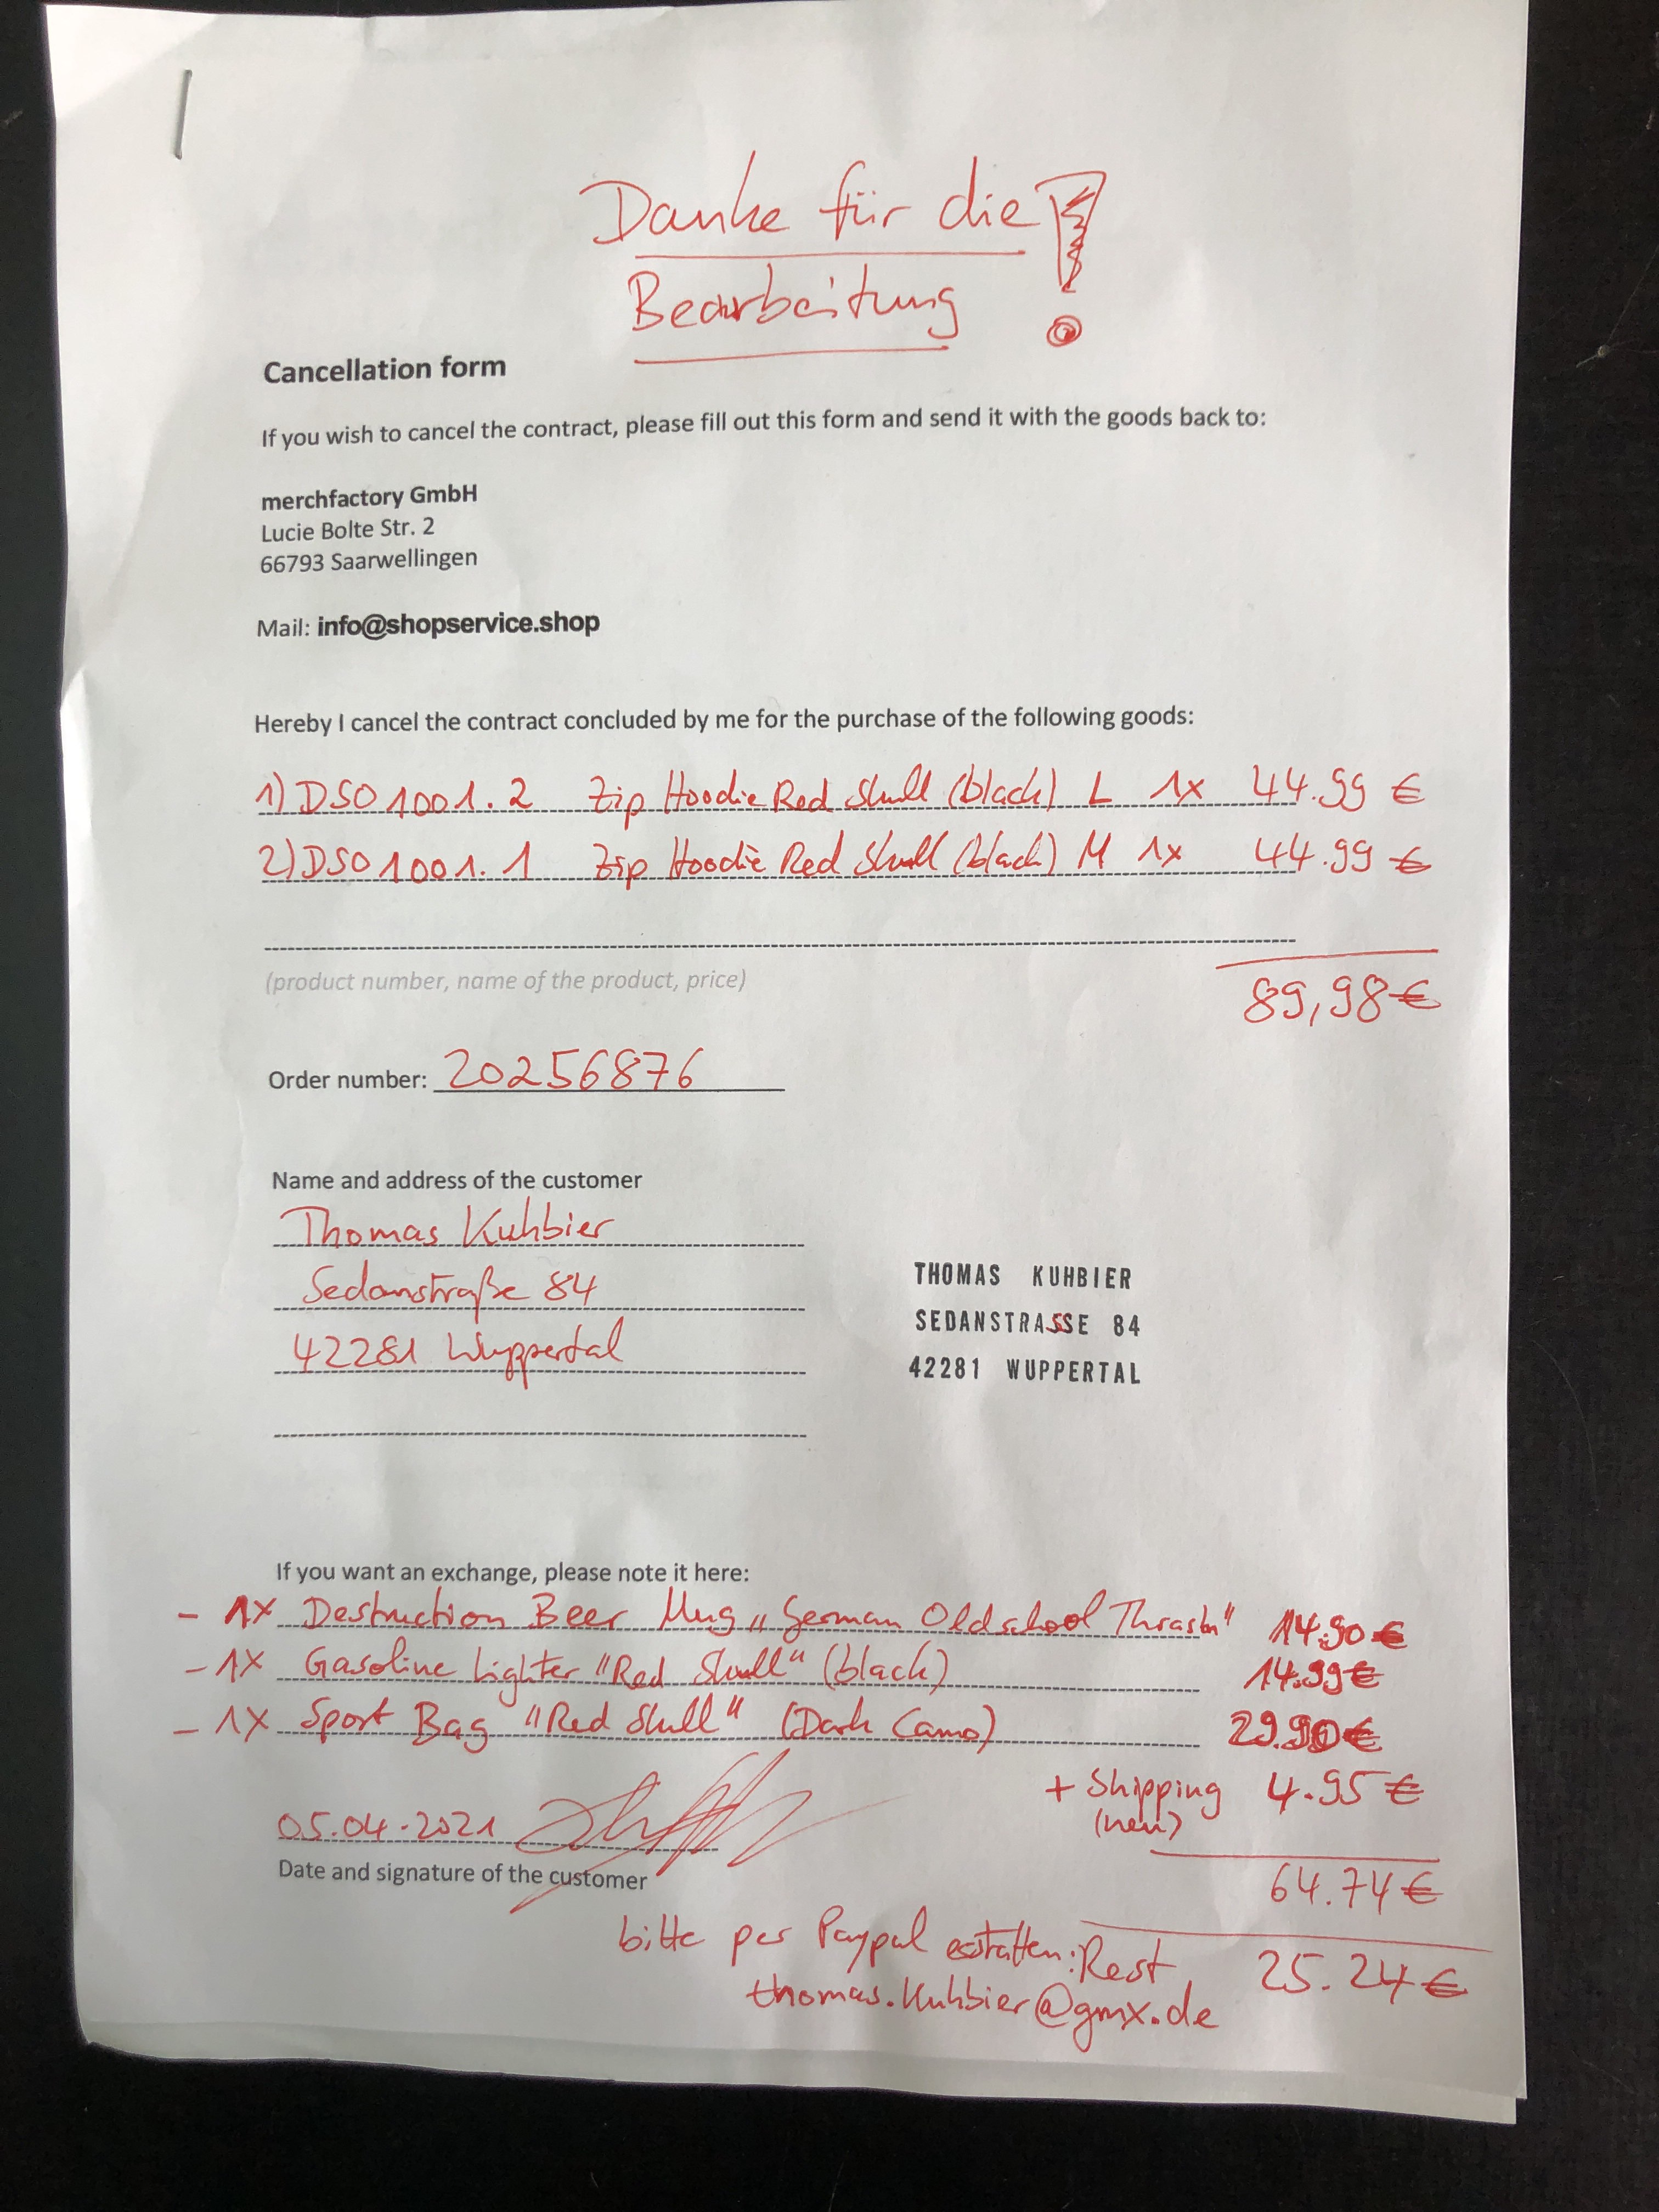 Danke für die !
Bearbeitung
Cancellation form
If you wish to cancel the contract, please fill out this form and send it with the goods back to:
merchfactory GmbH
Lucie Bolte Str. 2
66793 Saarwellingen
Mail: info@shopservice.shop
Hereby I cancel the contract concluded by me for the purchase of the following goods:
1) DSO1001.2 Zip Hoodie Red Skull (black) L 1x 44.99 €
2) DSO1001.1 Zip Hoodie Red Skull (black) M 1x 44.99 €
(product number, name of the product, price)
89,98€
Order number: 20256876
Name and address of the customer
Thomas Kuhbier
Sedanstraße 84
42281 Wuppertal
THOMAS KUHBIER
SEDANSTRASSE 84
42281 WUPPERTAL
If you want an exchange, please note it here:
- 1x Destruction Beer Mug „German Oldschool Thrash" 14.90€
- 1x Gasoline Lighter "Red Skull" (black) 14.99€
- 1x Sport Bag "Red Skull" (Dark Camo) 29.90€
+ Shipping 4.95€
(neu)
05.04.2021
Date and signature of the customer
64.74€
bitte per Paypal erstatten: Rest 25.24€
thomas.kuhbier@gmx.de